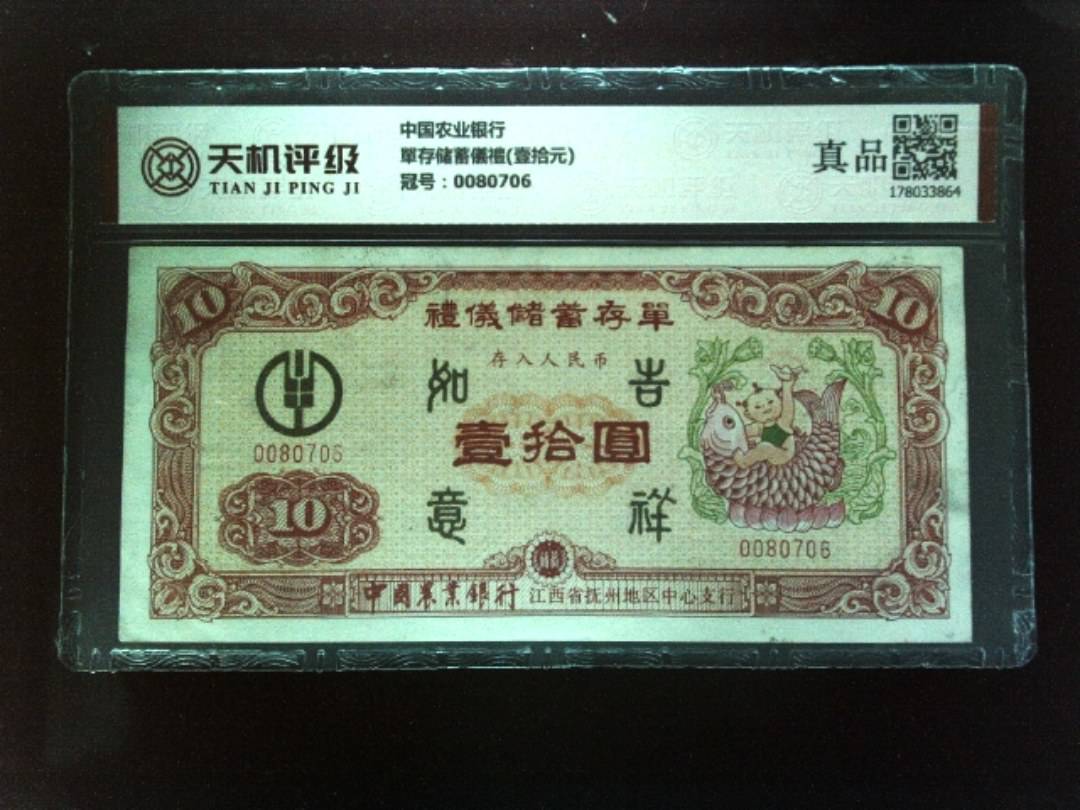 天机评级
TIAN JI PING JI
中国农业银行
單存储蓄儀禮(壹拾元)
冠号：0080706
真品
178033864
10
10
禮儀儲蓄存單
存入人民币
如 吉
0080706
壹拾圓
10
意 祥
0080706
中國农業銀行 江西省抚州地区中心支行